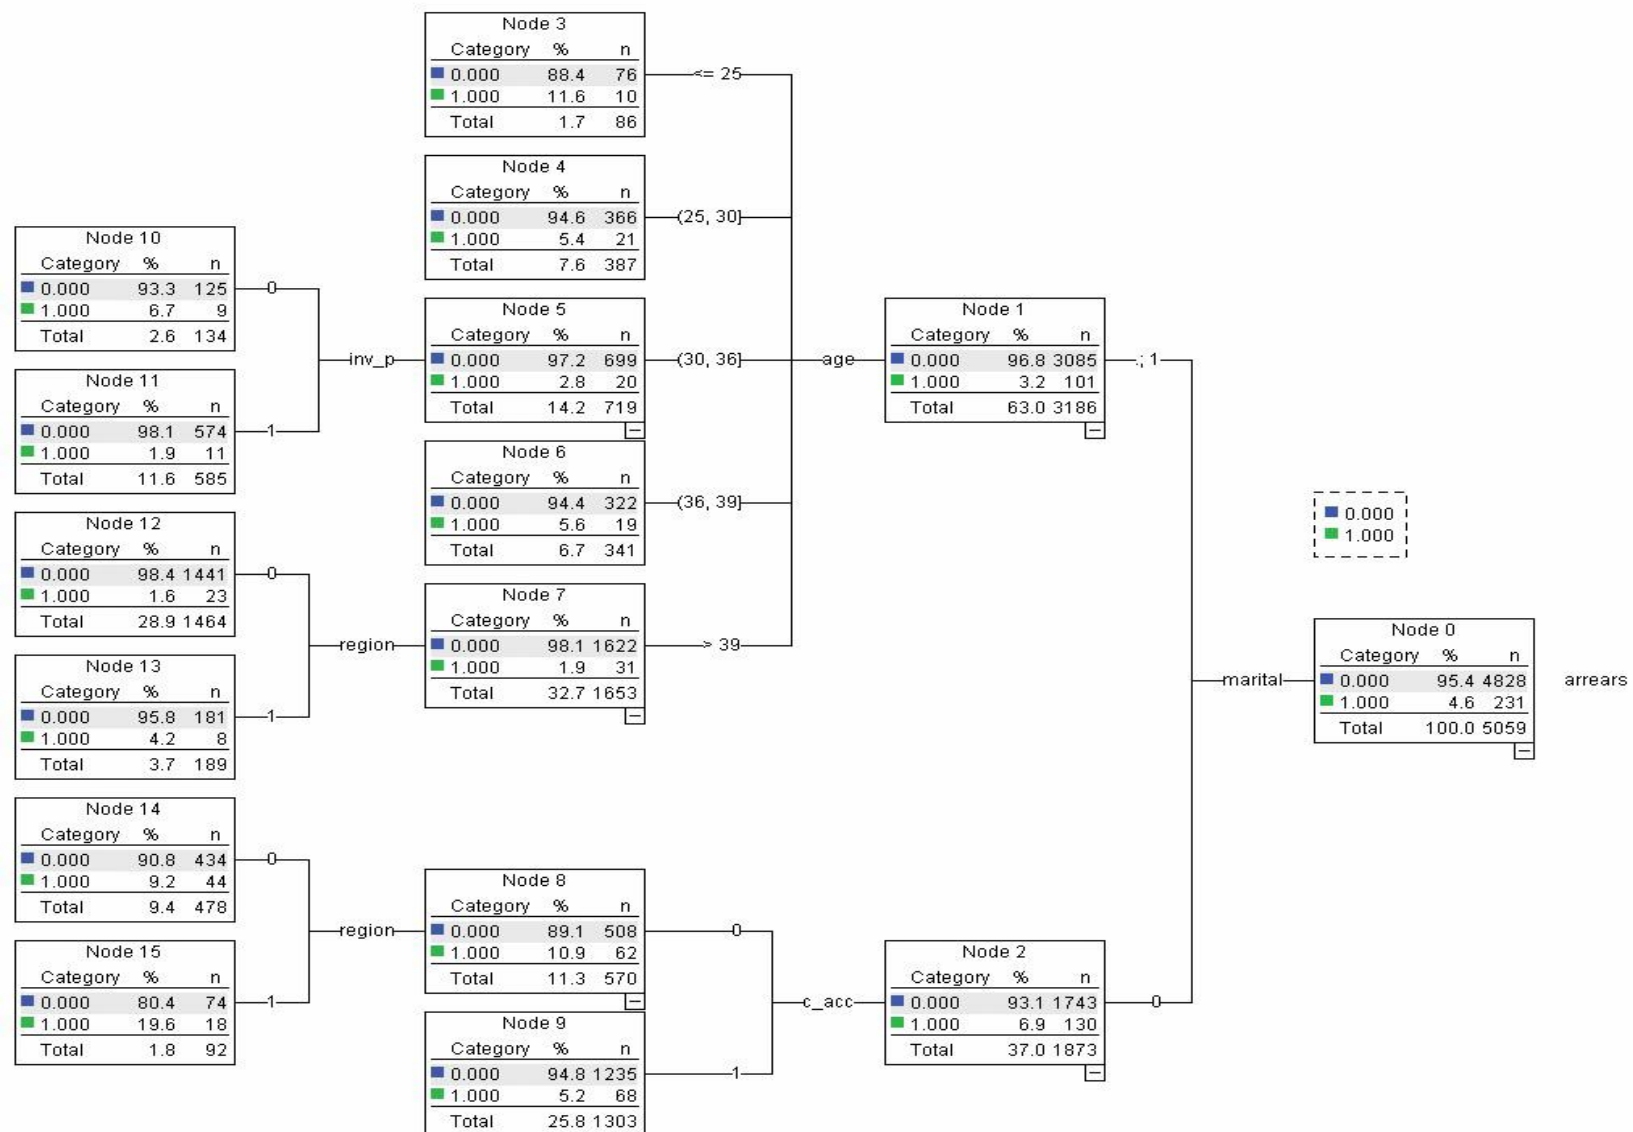 Node 3
Category % n
0.000 88.4 76
1.000 11.6 10
Total 1.7 86
<= 25
Node 4
Category % n
0.000 94.6 366
1.000 5.4 21
Total 7.6 387
(25, 30]
Node 10
Category % n
0.000 93.3 125
1.000 6.7 9
Total 2.6 134
0
Node 11
Category % n
0.000 98.1 574
1.000 1.9 11
Total 11.6 585
1
inv_p
Node 5
Category % n
0.000 97.2 699
1.000 2.8 20
Total 14.2 719
(30, 36]
Node 6
Category % n
0.000 94.4 322
1.000 5.6 19
Total 6.7 341
(36, 39]
Node 12
Category % n
0.000 98.4 1441
1.000 1.6 23
Total 28.9 1464
0
Node 13
Category % n
0.000 95.8 181
1.000 4.2 8
Total 3.7 189
1
region
Node 7
Category % n
0.000 98.1 1622
1.000 1.9 31
Total 32.7 1653
> 39
age
Node 1
Category % n
0.000 96.8 3085
1.000 3.2 101
Total 63.0 3186
.; 1
Node 14
Category % n
0.000 90.8 434
1.000 9.2 44
Total 9.4 478
0
Node 15
Category % n
0.000 80.4 74
1.000 19.6 18
Total 1.8 92
1
region
Node 8
Category % n
0.000 89.1 508
1.000 10.9 62
Total 11.3 570
0
Node 9
Category % n
0.000 94.8 1235
1.000 5.2 68
Total 25.8 1303
1
c_acc
Node 2
Category % n
0.000 93.1 1743
1.000 6.9 130
Total 37.0 1873
0
marital
0.000
1.000
Node 0
Category % n
0.000 95.4 4828
1.000 4.6 231
Total 100.0 5059
arrears